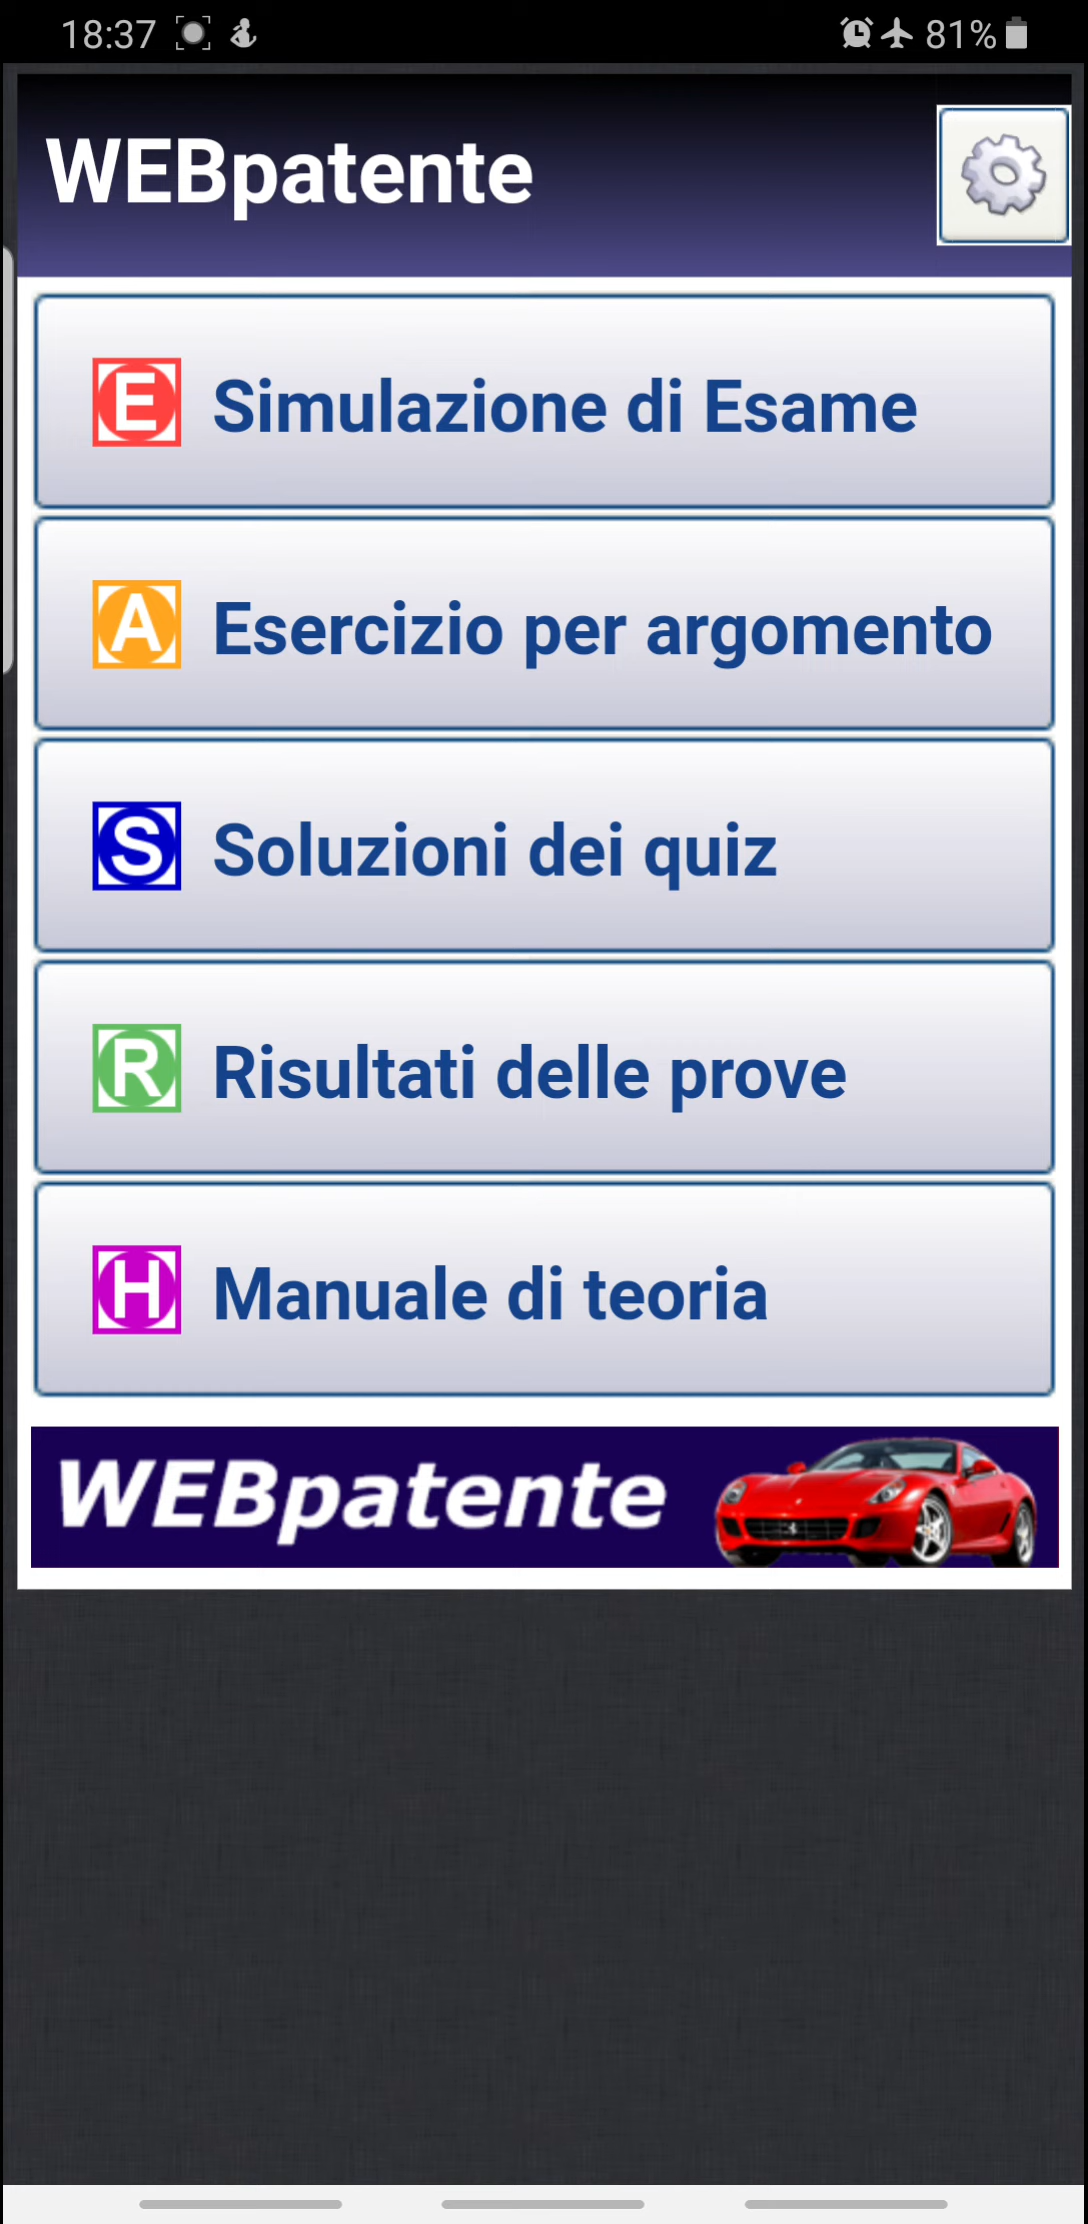 18:37 81%
WEBpatente
E Simulazione di Esame
A Esercizio per argomento
S Soluzioni dei quiz
R Risultati delle prove
H Manuale di teoria
WEBpatente